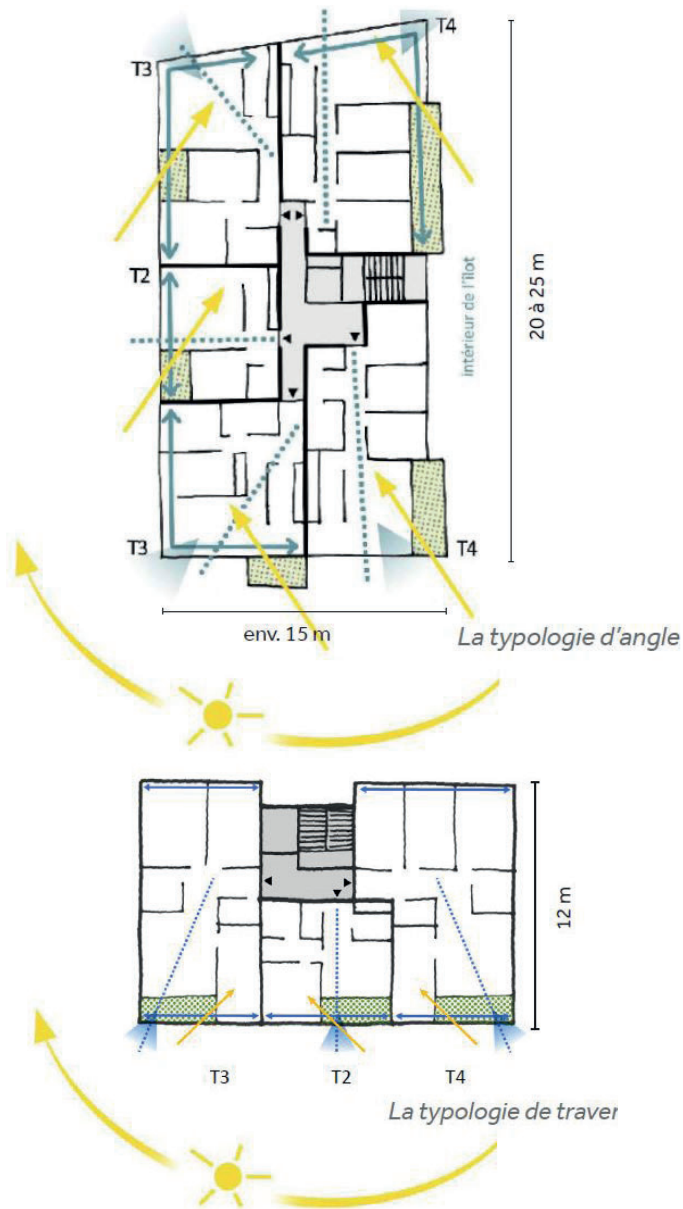 T4
T3
T2
intérieur de l'îlot
20 à 25 m
T3
T4
env. 15 m
La typologie d'angle
12 m
T3
T2
T4
La typologie de traver